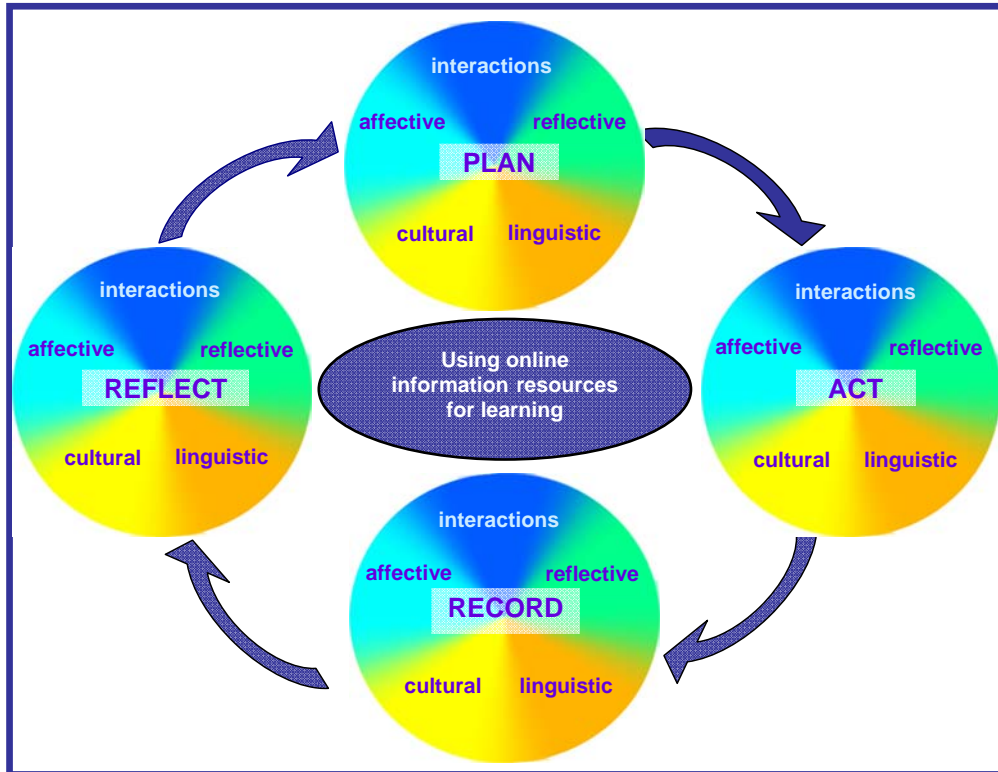 interactions
affective reflective
PLAN
cultural linguistic
interactions
affective reflective
ACT
cultural linguistic
interactions
affective reflective
RECORD
cultural linguistic
interactions
affective reflective
REFLECT
cultural linguistic
Using online
information resources
for learning